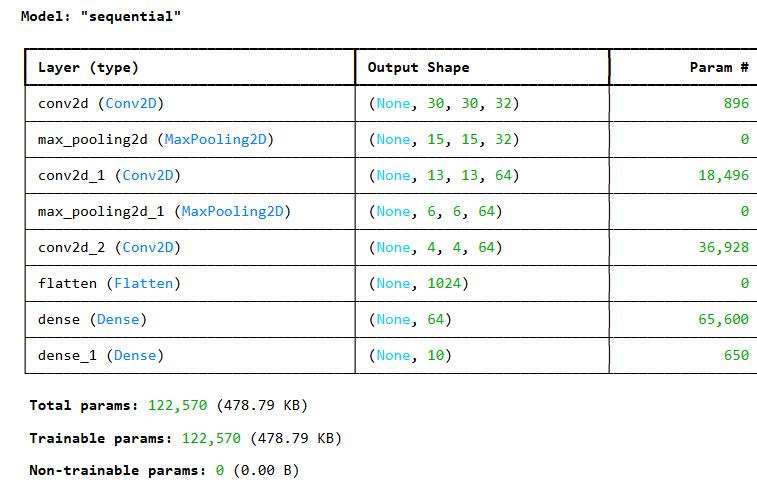 Model: "sequential"
Layer (type) Output Shape Param #
conv2d (Conv2D) (None, 30, 30, 32) 896
max_pooling2d (MaxPooling2D) (None, 15, 15, 32) 0
conv2d_1 (Conv2D) (None, 13, 13, 64) 18,496
max_pooling2d_1 (MaxPooling2D) (None, 6, 6, 64) 0
conv2d_2 (Conv2D) (None, 4, 4, 64) 36,928
flatten (Flatten) (None, 1024) 0
dense (Dense) (None, 64) 65,600
dense_1 (Dense) (None, 10) 650
Total params: 122,570 (478.79 KB)
Trainable params: 122,570 (478.79 KB)
Non-trainable params: 0 (0.00 B)